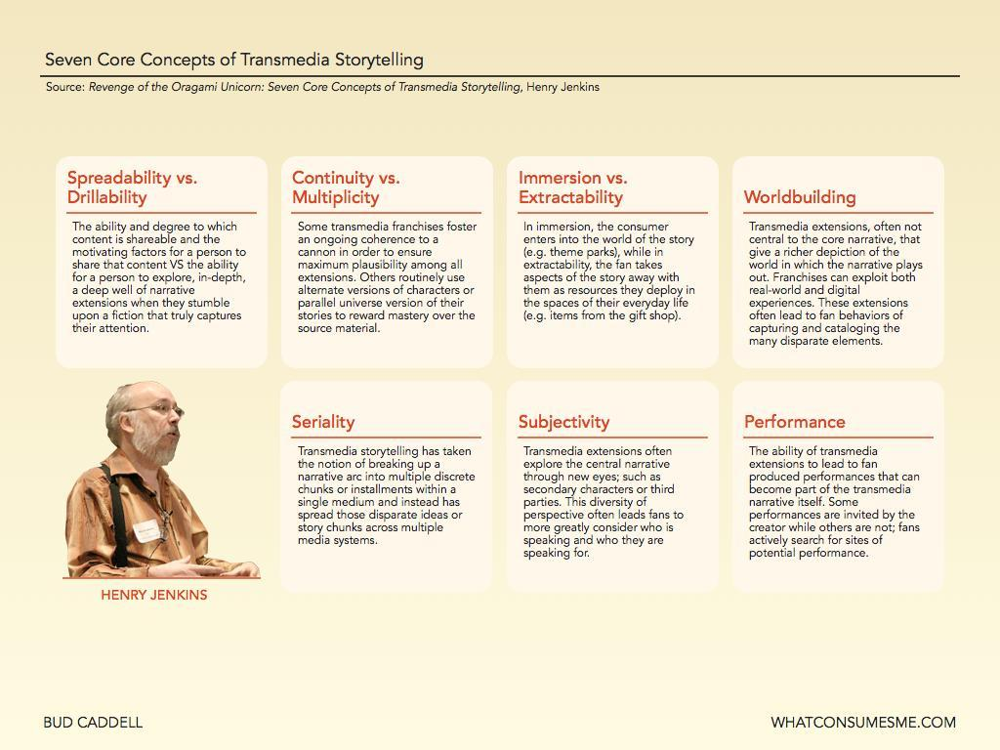 Seven Core Concepts of Transmedia Storytelling
Source: Revenge of the Oragami Unicorn: Seven Core Concepts of Transmedia Storytelling, Henry Jenkins
Spreadability vs.
Drillability
The ability and degree to which
content is shareable and the
motivating factors for a person to
share that content VS the ability
for a person to explore, in-depth,
a deep well of narrative
extensions when they stumble
upon a fiction that truly captures
their attention.
Continuity vs.
Multiplicity
Some transmedia franchises foster
an ongoing coherence to a
cannon in order to ensure
maximum plausibility among all
extensions. Others routinely use
alternate versions of characters or
parallel universe version of their
stories to reward mastery over the
source material.
Immersion vs.
Extractability
In immersion, the consumer
enters into the world of the story
(e.g. theme parks), while in
extractability, the fan takes
aspects of the story away with
them as resources they deploy in
the spaces of their everyday life
(e.g. items from the gift shop).
Worldbuilding
Transmedia extensions, often not
central to the core narrative, that
give a richer depiction of the
world in which the narrative plays
out. Franchises can exploit both
real-world and digital
experiences. These extensions
often lead to fan behaviors of
capturing and cataloging the
many disparate elements.
HENRY JENKINS
Seriality
Transmedia storytelling has taken
the notion of breaking up a
narrative arc into multiple discrete
chunks or installments within a
single medium and instead has
spread those disparate ideas or
story chunks across multiple
media systems.
Subjectivity
Transmedia extensions often
explore the central narrative
through new eyes; such as
secondary characters or third
parties. This diversity of
perspective often leads fans to
more greatly consider who is
speaking and who they are
speaking for.
Performance
The ability of transmedia
extensions to lead to fan
produced performances that can
become part of the transmedia
narrative itself. Some
performances are invited by the
creator while others are not; fans
actively search for sites of
potential performance.
BUD CADDELL
WHATCONSUMESME.COM